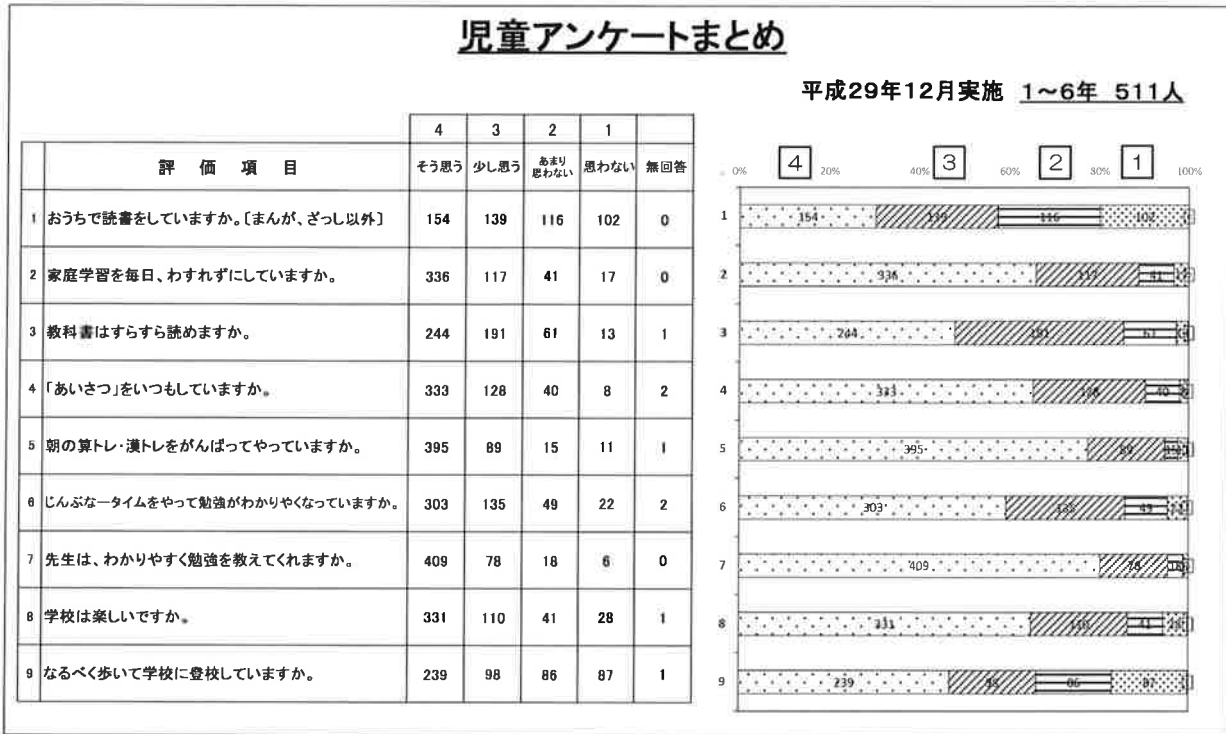 児童アンケートまとめ
平成29年12月実施 1～6年 511人
4 3 2 1
評価項目 そう思う 少し思う あまり思わない 思わない 無回答
1 おうちで読書をしていますか。〔まんが、ざっし以外〕 154 139 116 102 0
2 家庭学習を毎日、わすれずにしていますか。 336 117 41 17 0
3 教科書はすらすら読めますか。 244 191 61 13 1
4 「あいさつ」をいつもしていますか。 333 128 40 8 2
5 朝の算トレ・漢トレをがんばってやっていますか。 395 89 15 11 1
6 じんぶなータイムをやって勉強がわかりやくなっていますか。 303 135 49 22 2
7 先生は、わかりやすく勉強を教えてくれますか。 409 78 18 6 0
8 学校は楽しいですか。 331 110 41 28 1
9 なるべく歩いて学校に登校していますか。 239 98 86 87 1
4 3 2 1
0% 20% 40% 60% 80% 100%
1 154 139 116 102
2 336 117 41
3 244 191 61
4 333 128 40
5 395 89
6 303 135 49
7 409 78
8 331 110 41
9 239 98 86 87